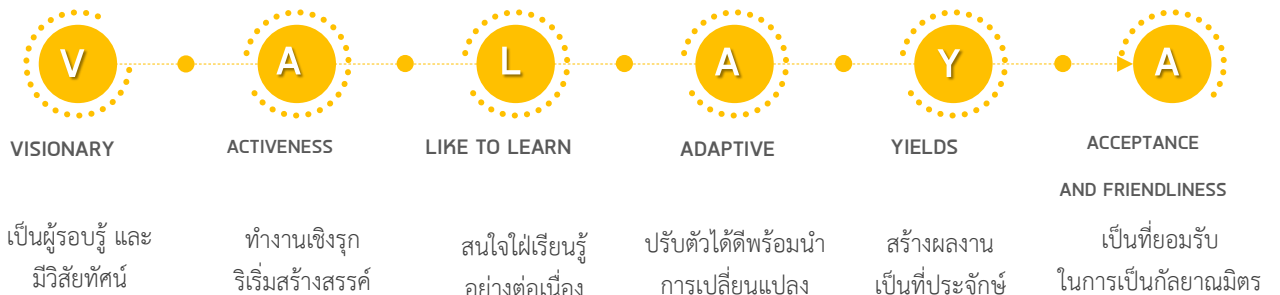 V
A
L
A
Y
A
VISIONARY
ACTIVENESS
LIKE TO LEARN
ADAPTIVE
YIELDS
ACCEPTANCE
AND FRIENDLINESS
เป็นผู้รอบรู้ และ
มีวิสัยทัศน์
ทำงานเชิงรุก
ริเริ่มสร้างสรรค์
สนใจใฝ่เรียนรู้
อย่างต่อเนื่อง
ปรับตัวได้ดีพร้อมนำ
การเปลี่ยนแปลง
สร้างผลงาน
เป็นที่ประจักษ์
เป็นที่ยอมรับ
ในการเป็นกัลยาณมิตร